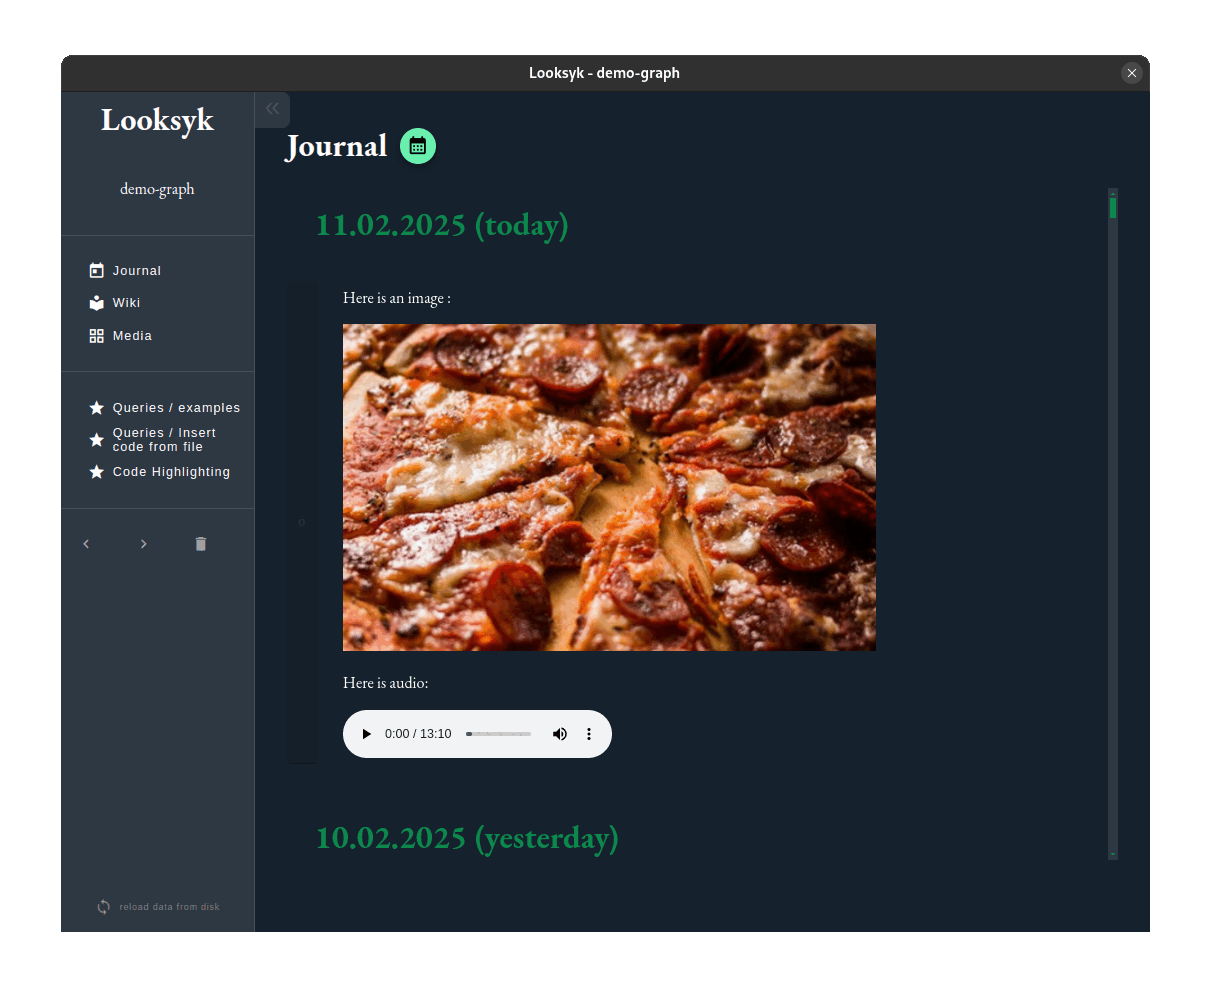 Looksyk - demo-graph
Looksyk
demo-graph
Journal
Wiki
Media
Queries / examples
Queries / Insert
code from file
Code Highlighting
reload data from disk
Journal
11.02.2025 (today)
Here is an image :
Here is audio:
0:00 / 13:10
10.02.2025 (yesterday)